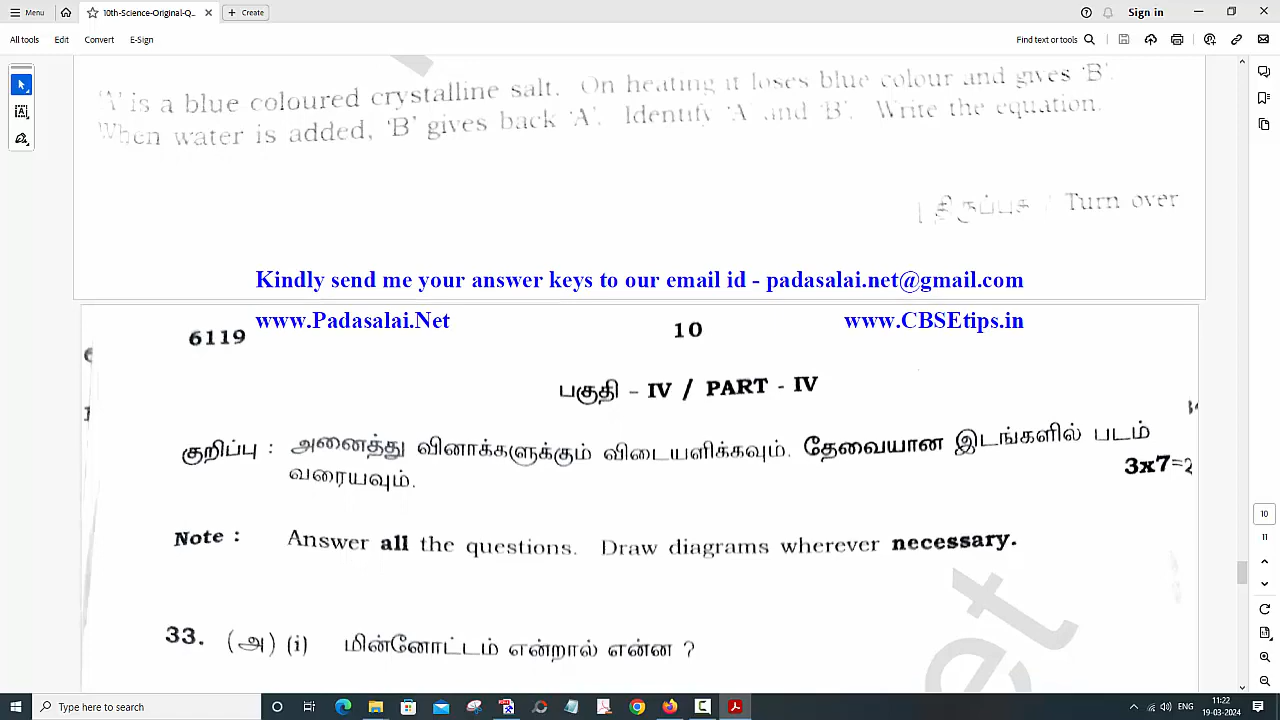 Menu
10th-Science-Original-Q...
Create
Sign in
All tools Edit Convert E-Sign
Find text or tools
'A' is a blue coloured crystalline salt. On heating it loses blue colour and gives 'B'.
When water is added, 'B' gives back 'A'. Identify 'A' and 'B'. Write the equation.
[ திருப்புக / Turn over
Kindly send me your answer keys to our email id - padasalai.net@gmail.com
www.Padasalai.Net www.CBSEtips.in
6119 10
பகுதி - IV / PART - IV
குறிப்பு : அனைத்து வினாக்களுக்கும் விடையளிக்கவும். தேவையான இடங்களில் படம்
வரையவும். 3x7=2
Note : Answer all the questions. Draw diagrams wherever necessary.
33. (அ) (i) மின்னோட்டம் என்றால் என்ன ?
et
10
11
Type here to search
ENG
11:22
19-03-2024